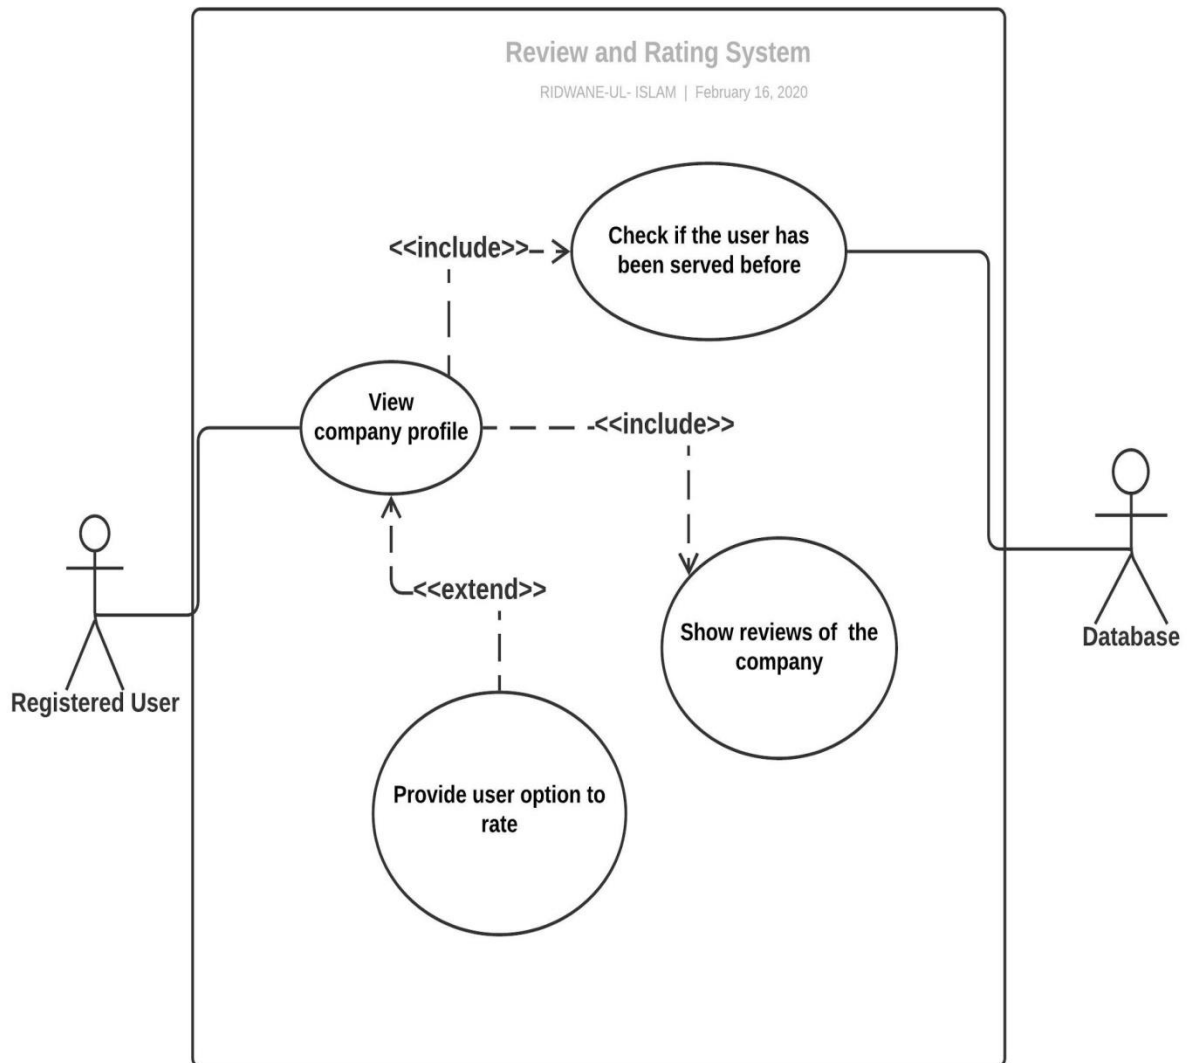 Review and Rating System
RIDWANE-UL- ISLAM | February 16, 2020
Check if the user has
been served before
<<include>>
View
company profile
<<include>>
<<extend>>
Show reviews of the
company
Database
Registered User
Provide user option to
rate